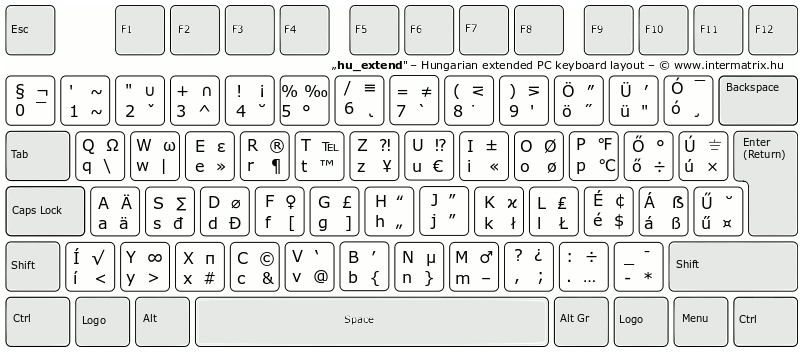 Esc F1 F2 F3 F4 F5 F6 F7 F8 F9 F10 F11 F12
„hu_extend" – Hungarian extended PC keyboard layout – © www.intermatrix.hu
§ ¬ ' ~ " ∪ + ∩ ! ¡ % ‰ / ≡ = ≠ ( ⋜ ) ⋝ Ö ″ Ü ′ Ó ¯ Backspace
0 ¯ 1 ~ 2 ˇ 3 ^ 4 ˘ 5 ° 6 ˛ 7 ` 8 ˙ 9 ' ö ˝ ü " ó ¸
Q Ω W ω E ε R ® T ℡ Z ⁈ U ⁉ I ± O Ø P ℉ Ő ° Ú ⌯ Enter
Tab q \ w | e » r ¶ t ™ z ¥ u € i « o ø p ℃ ő ÷ ú × (Return)
Caps Lock A Ä S ∑ D ⌀ F ♀ G £ H “ J ” K ϰ L ₤ É ¢ Á ẞ Ű ˘
a ä s đ d Đ f [ g ] h „ j ” k ł l Ł é $ á ß ű ¤
Shift Í √ Y ∞ X п C © V ‵ B ′ N µ M ♂ ? ¿ : ÷ _ ‾ Shift
í < y > x # c & v @ b { n } m – , ; . … - *
Ctrl Logo Alt Space Alt Gr Logo Menu Ctrl